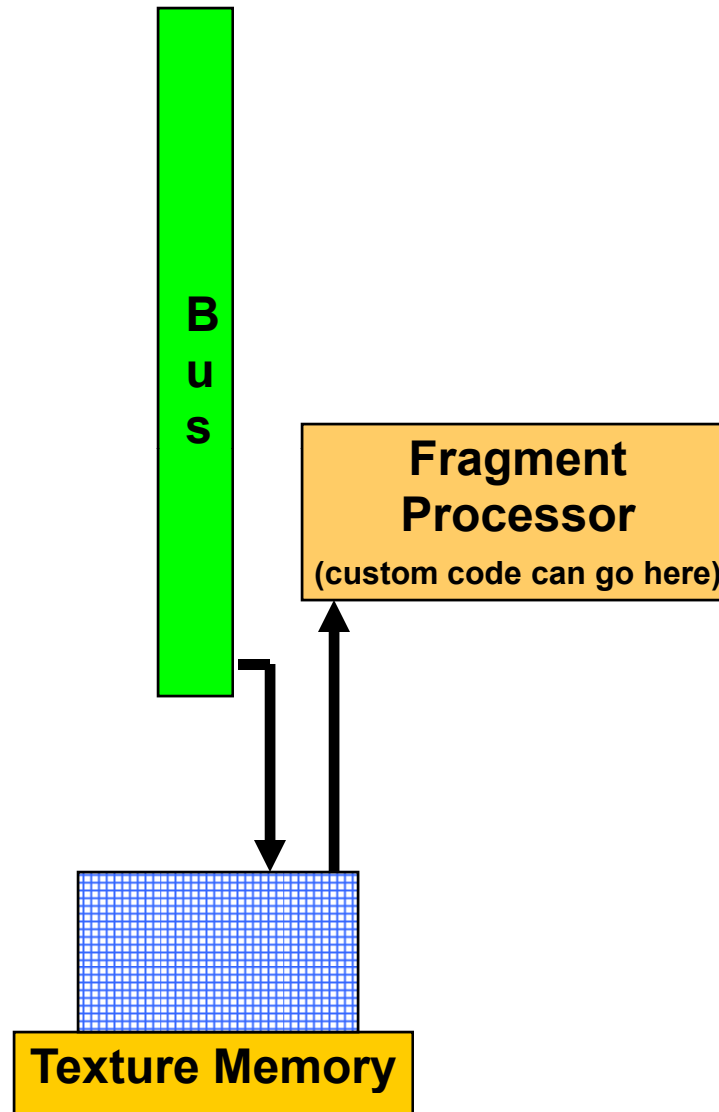 B
u
s
Fragment
Processor
(custom code can go here)
Texture Memory